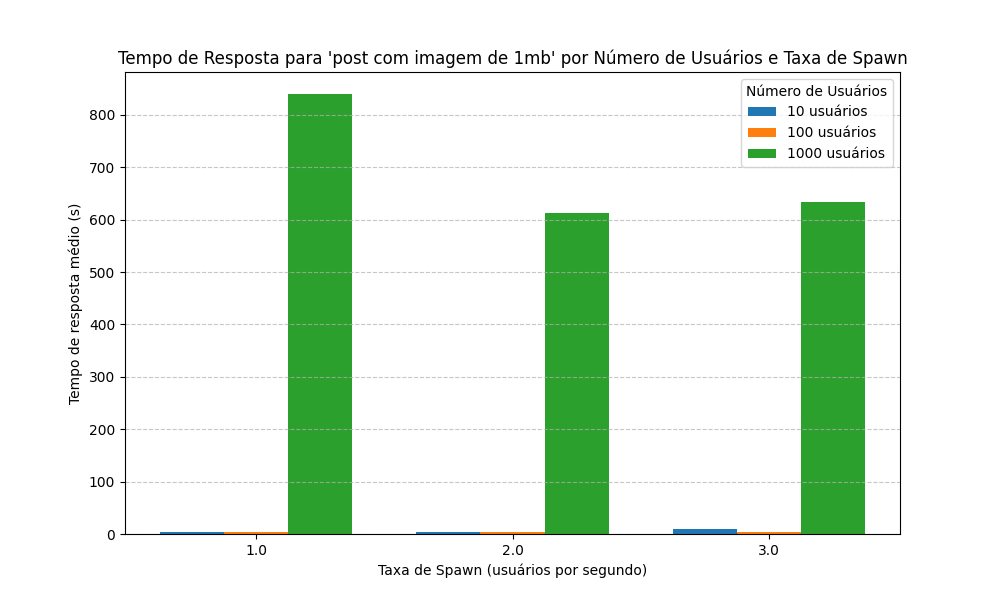 Tempo de Resposta para 'post com imagem de 1mb' por Número de Usuários e Taxa de Spawn
Número de Usuários
10 usuários
100 usuários
1000 usuários
Tempo de resposta médio (s)
800
700
600
500
400
300
200
100
0
1.0
2.0
3.0
Taxa de Spawn (usuários por segundo)